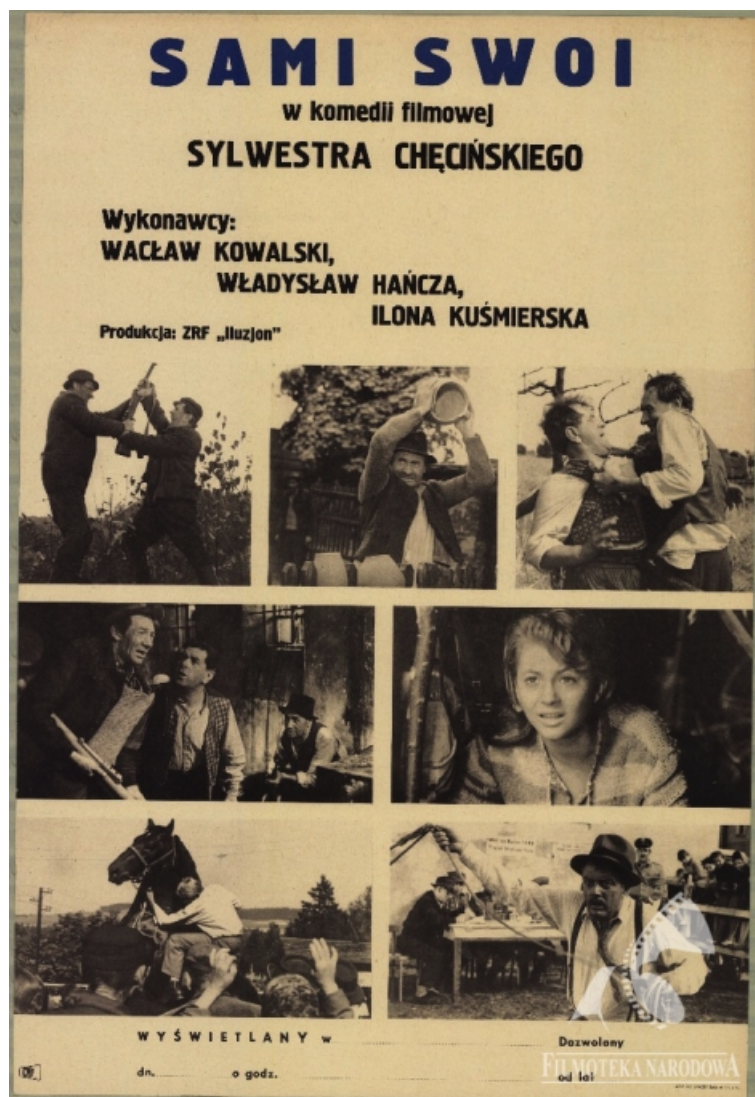 SAMI SWOI
w komedii filmowej
SYLWESTRA CHĘCIŃSKIEGO
Wykonawcy:
WACŁAW KOWALSKI,
WŁADYSŁAW HAŃCZA,
ILONA KUŚMIERSKA
Produkcja: ZRF „Iluzjon”
WYŚWIETLANY w
Dozwolony
dn. o godz.
od lat
FILMOTEKA NARODOWA